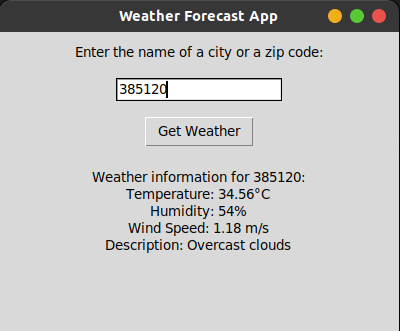 Weather Forecast App
Enter the name of a city or a zip code:
385120
Get Weather
Weather information for 385120:
Temperature: 34.56°C
Humidity: 54%
Wind Speed: 1.18 m/s
Description: Overcast clouds